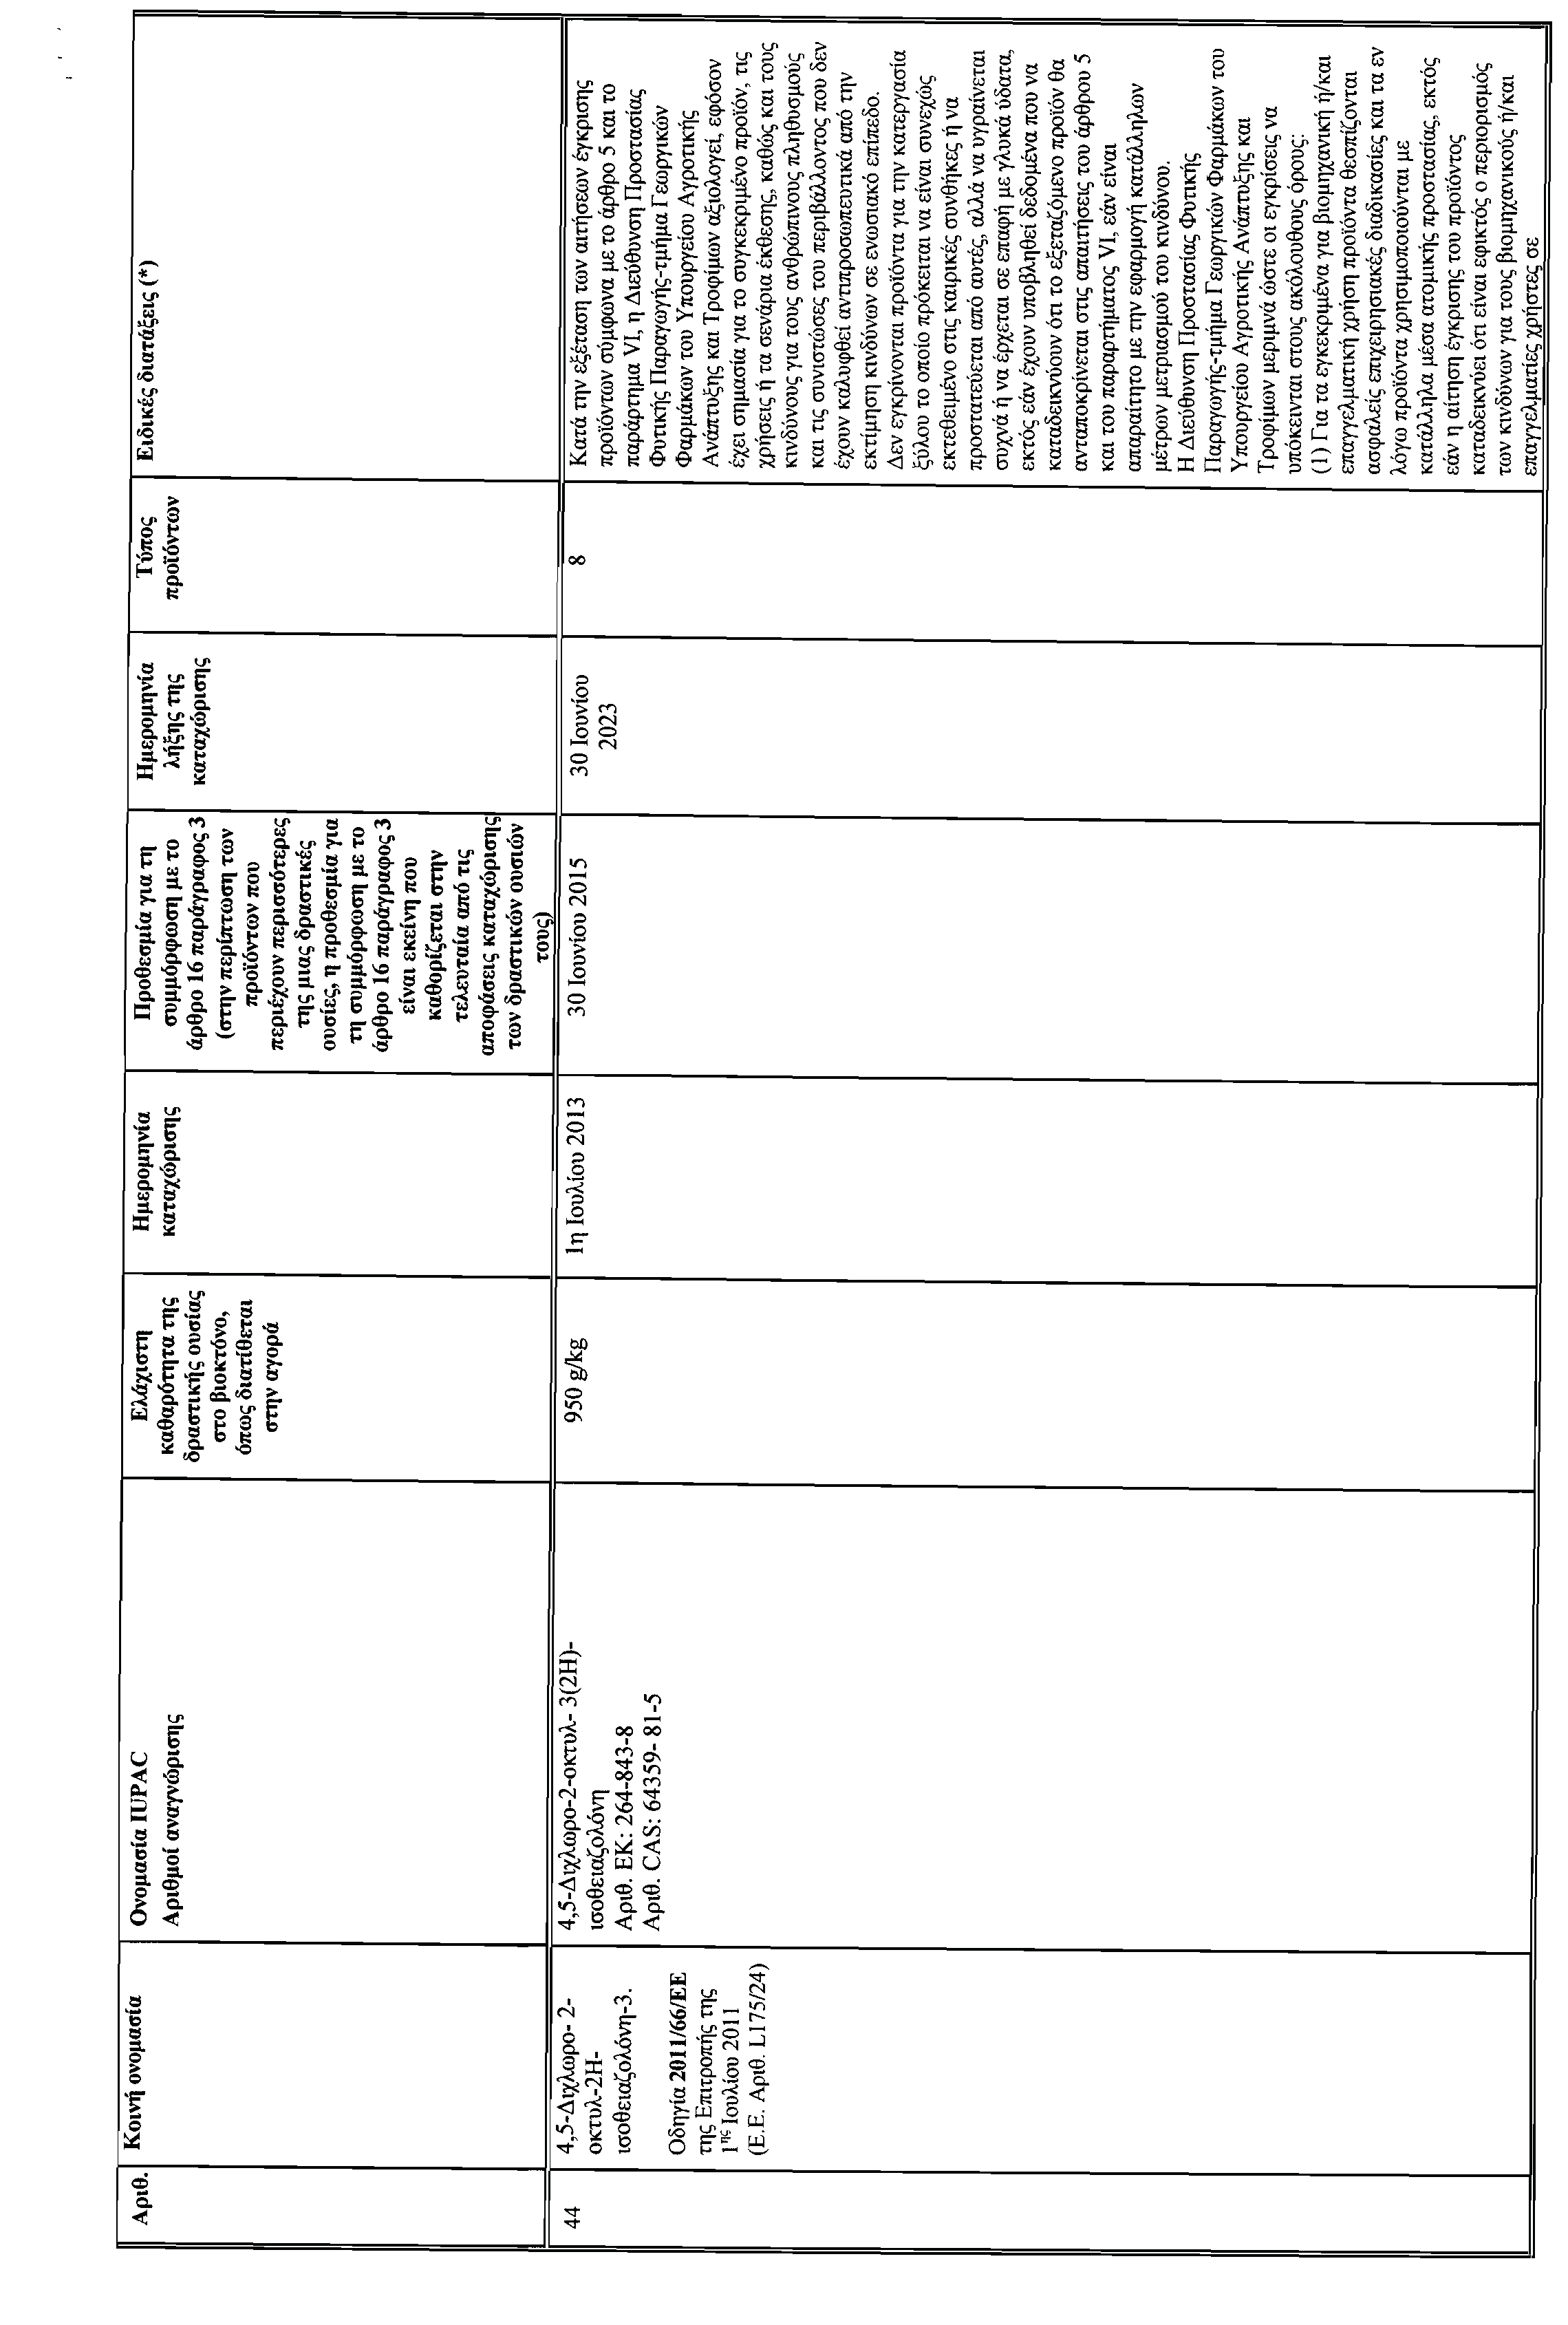 Αριθ.
Κοινή ονομασία
Ονομασία IUPAC
Αριθμοί αναγνώρισης
Ελάχιστη
καθαρότητα της
δραστικής ουσίας
στο βιοκτόνο,
όπως διατίθεται
στην αγορά
Ημερομηνία
καταχώρισης
Προθεσμία για τη
συμμόρφωση με το
άρθρο 16 παράγραφος 3
(στην περίπτωση των
προϊόντων που
περιέχουν περισσότερες
της μιας δραστικές
ουσίες, η προθεσμία για
τη συμμόρφωση με το
άρθρο 16 παράγραφος 3
είναι εκείνη που
καθορίζεται στην
τελευταία από τις
αποφάσεις καταχώρισης
των δραστικών ουσιών
τους)
Ημερομηνία
λήξης της
καταχώρισης
Τύπος
προϊόντων
Ειδικές διατάξεις (*)
44
4,5-Διχλωρο- 2-
οκτυλ-2Η-
ισοθειαζολόνη-3.
Οδηγία 2011/66/ΕΕ
της Επιτροπής της
1ης Ιουλίου 2011
(Ε.Ε. Αριθ. L175/24)
4,5-Διχλωρο-2-οκτυλ- 3(2Η)-
ισοθειαζολόνη
Αριθ. ΕΚ: 264-843-8
Αριθ. CAS: 64359- 81-5
950 g/kg
1η Ιουλίου 2013
30 Ιουνίου 2015
30 Ιουνίου
2023
8
Κατά την εξέταση των αιτήσεων έγκρισης
προϊόντων σύμφωνα με το άρθρο 5 και το
παράρτημα VI, η Διεύθυνση Προστασίας
Φυτικής Παραγωγής-τμήμα Γεωργικών
Φαρμάκων του Υπουργείου Αγροτικής
Ανάπτυξης και Τροφίμων αξιολογεί, εφόσον
έχει σημασία για το συγκεκριμένο προϊόν, τις
χρήσεις ή τα σενάρια έκθεσης, καθώς και τους
κινδύνους για τους ανθρώπινους πληθυσμούς
και τις συνιστώσες του περιβάλλοντος που δεν
έχουν καλυφθεί αντιπροσωπευτικά από την
εκτίμηση κινδύνων σε ενωσιακό επίπεδο.
Δεν εγκρίνονται προϊόντα για την κατεργασία
ξύλου το οποίο πρόκειται να είναι συνεχώς
εκτεθειμένο στις καιρικές συνθήκες ή να
προστατεύεται από αυτές, αλλά να υγραίνεται
συχνά ή να έρχεται σε επαφή με γλυκά ύδατα,
εκτός εάν έχουν υποβληθεί δεδομένα που να
καταδεικνύουν ότι το εξεταζόμενο προϊόν θα
ανταποκρίνεται στις απαιτήσεις του άρθρου 5
και του παραρτήματος VI, εάν είναι
απαραίτητο με την εφαρμογή κατάλληλων
μέτρων μετριασμού του κινδύνου.
Η Διεύθυνση Προστασίας Φυτικής
Παραγωγής-τμήμα Γεωργικών Φαρμάκων του
Υπουργείου Αγροτικής Ανάπτυξης και
Τροφίμων μεριμνά ώστε οι εγκρίσεις να
υπόκεινται στους ακόλουθους όρους:
(1) Για τα εγκεκριμένα για βιομηχανική ή/και
επαγγελματική χρήση προϊόντα θεσπίζονται
ασφαλείς επιχειρησιακές διαδικασίες και τα εν
λόγω προϊόντα χρησιμοποιούνται με
κατάλληλα μέσα ατομικής προστασίας, εκτός
εάν η αίτηση έγκρισης του προϊόντος
καταδεικνύει ότι είναι εφικτός ο περιορισμός
των κινδύνων για τους βιομηχανικούς ή/και
επαγγελματίες χρήστες σε